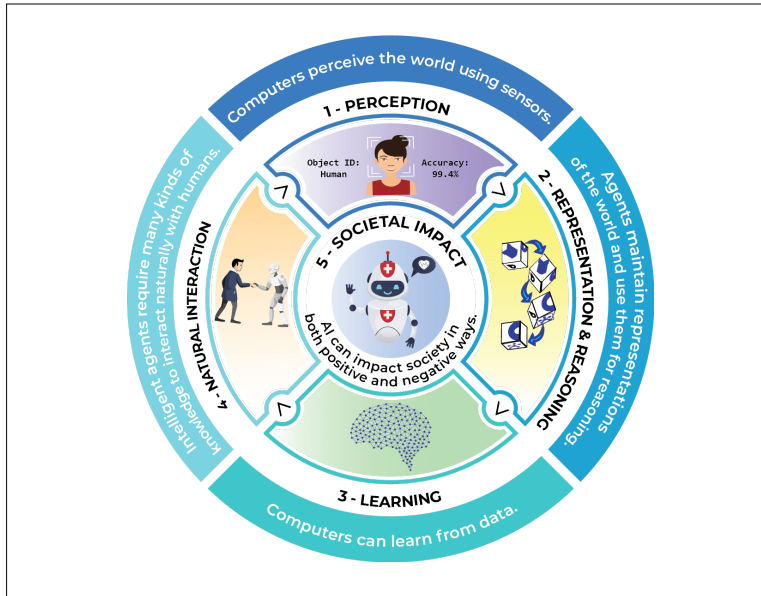 Computers perceive the world using sensors.
1 - PERCEPTION
Object ID:
Human
Accuracy:
99.4%
Agents maintain representations
of the world and use them for reasoning.
2 - REPRESENTATION & REASONING
3 - LEARNING
Computers can learn from data.
Intelligent agents require many kinds of
knowledge to interact naturally with humans.
4 - NATURAL INTERACTION
5 - SOCIETAL IMPACT
AI can impact society in
both positive and negative ways.